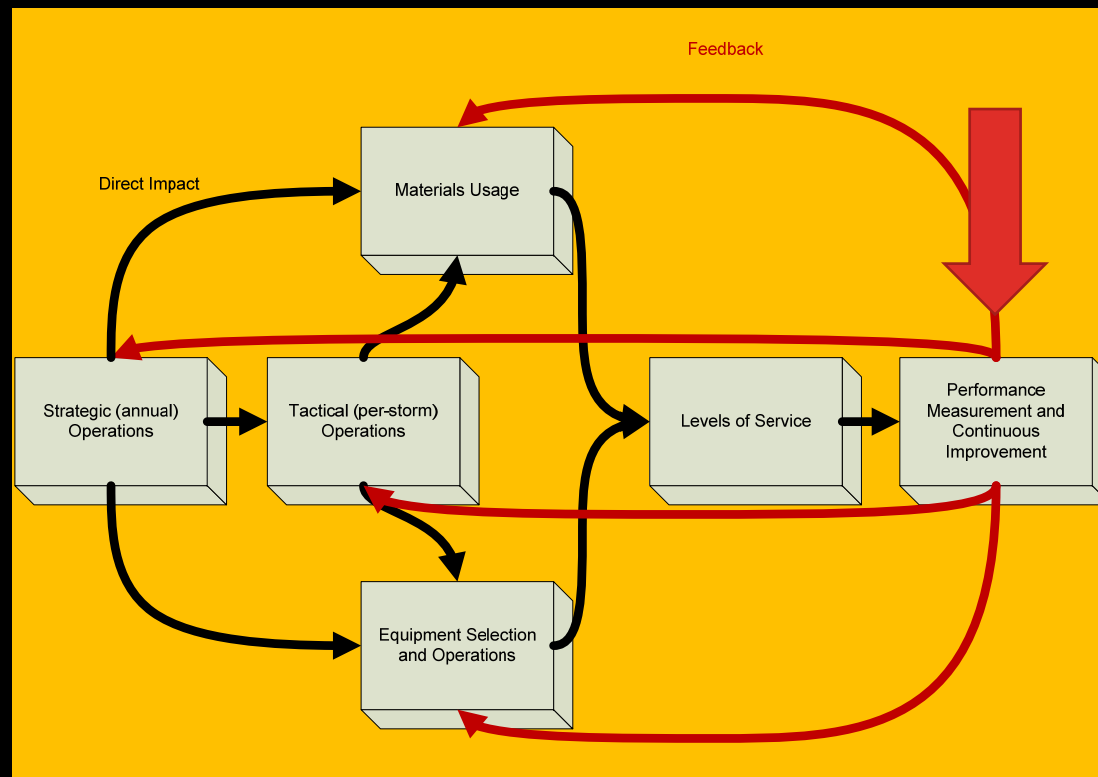 Feedback
Direct Impact
Materials Usage
Strategic (annual)
Operations
Tactical (per-storm)
Operations
Levels of Service
Performance
Measurement and
Continuous
Improvement
Equipment Selection
and Operations